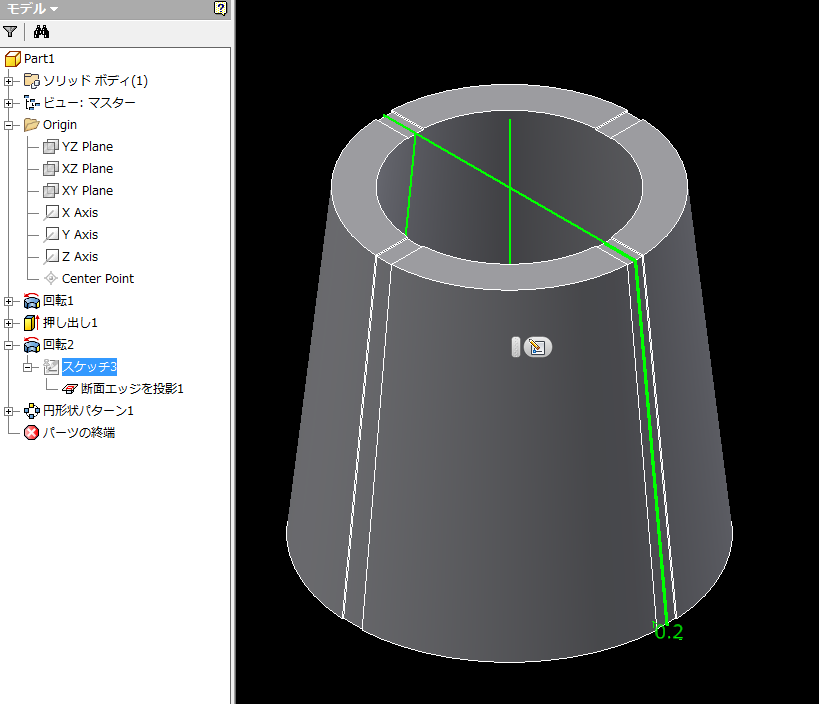 モデル
Part1
ソリッド ボディ(1)
ビュー: マスター
Origin
YZ Plane
XZ Plane
XY Plane
X Axis
Y Axis
Z Axis
Center Point
回転1
押し出し1
回転2
スケッチ3
断面エッジを投影1
円形状パターン1
パーツの終端
0.2